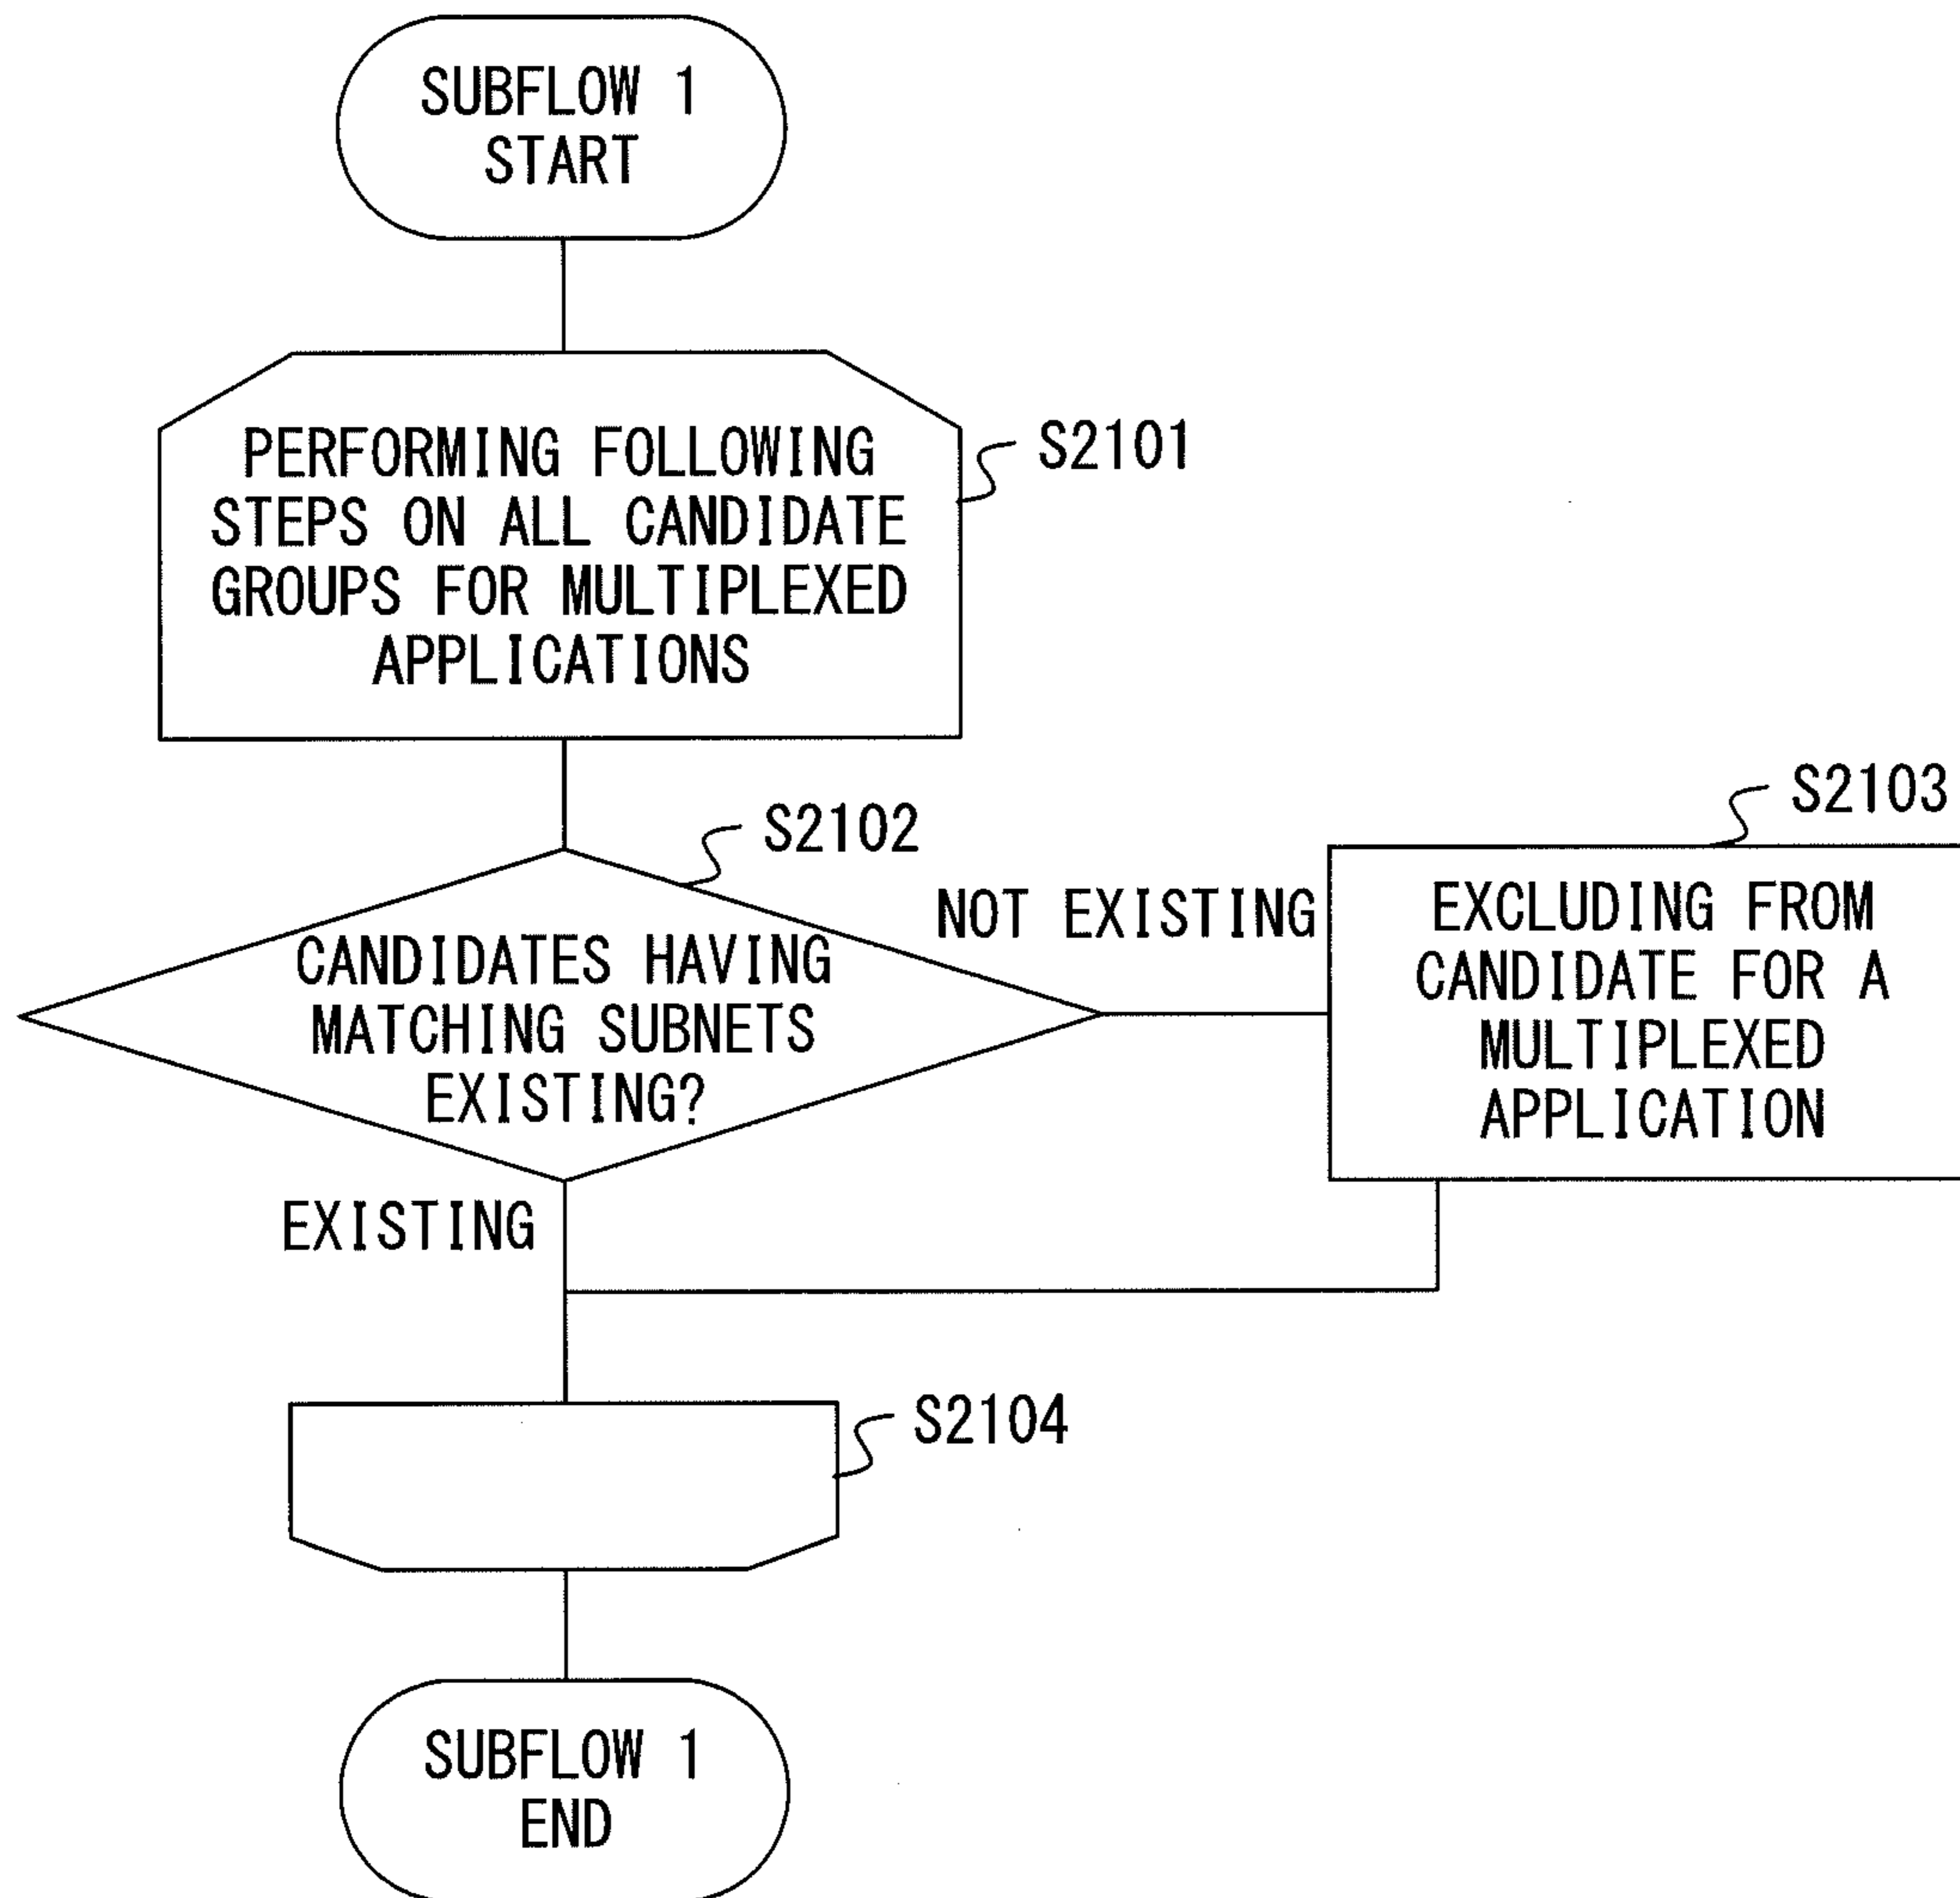 SUBFLOW 1
START
PERFORMING FOLLOWING
STEPS ON ALL CANDIDATE
GROUPS FOR MULTIPLEXED
APPLICATIONS
S2101
S2102
CANDIDATES HAVING
MATCHING SUBNETS
EXISTING?
NOT EXISTING
S2103
EXCLUDING FROM
CANDIDATE FOR A
MULTIPLEXED
APPLICATION
EXISTING
S2104
SUBFLOW 1
END